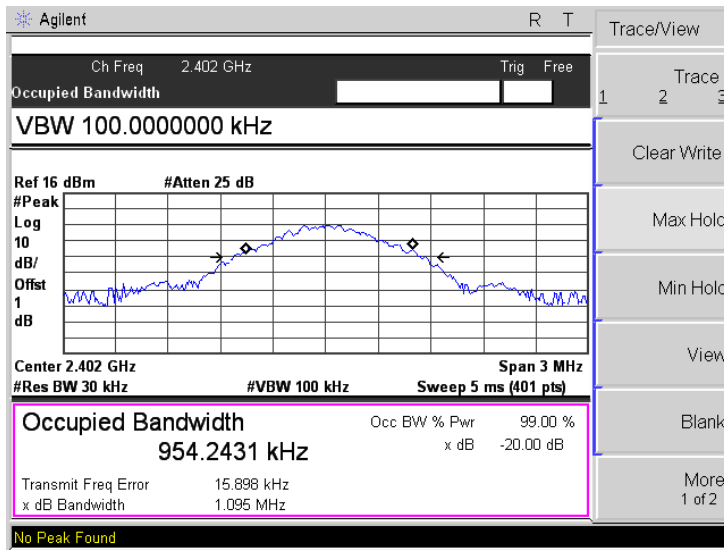 Agilent R T
Ch Freq 2.402 GHz Trig Free
Occupied Bandwidth
VBW 100.0000000 kHz
Ref 16 dBm #Atten 25 dB
#Peak
Log
10
dB/
Offst
1
dB
Center 2.402 GHz Span 3 MHz
#Res BW 30 kHz #VBW 100 kHz Sweep 5 ms (401 pts)
Occupied Bandwidth
954.2431 kHz
Occ BW % Pwr 99.00 %
x dB -20.00 dB
Transmit Freq Error 15.898 kHz
x dB Bandwidth 1.095 MHz
No Peak Found
Trace/View
Trace
1 2 3
Clear Write
Max Hold
Min Hold
View
Blank
More
1 of 2